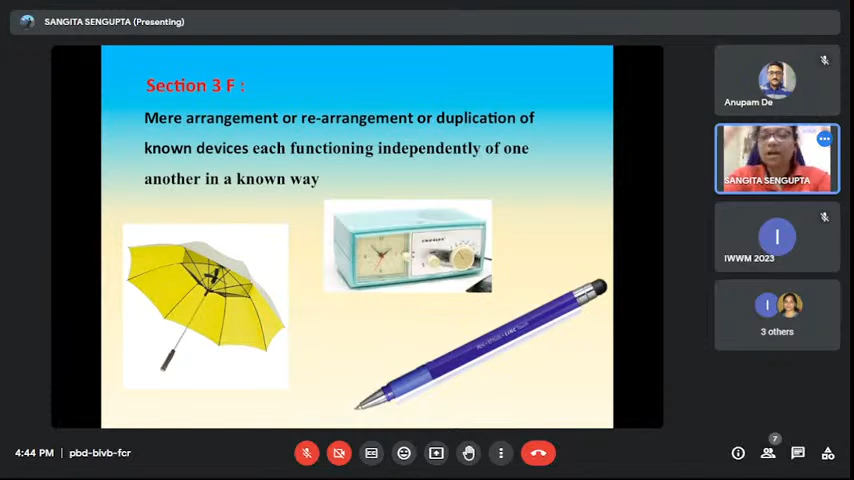 SANGITA SENGUPTA (Presenting)
Section 3 F :
Mere arrangement or re-arrangement or duplication of
known devices each functioning independently of one
another in a known way
Anupam De
SANGITA SENGUPTA
I
IWWM 2023
I
3 others
4:44 PM | pbd-bivb-fcr
7